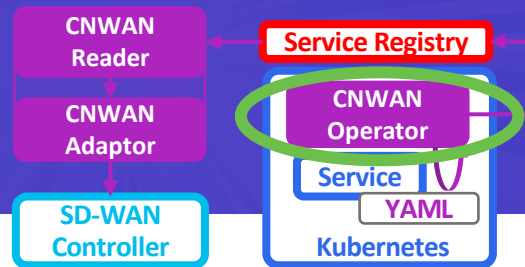 CNWAN
Reader
Service Registry
CNWAN
Adaptor
CNWAN
Operator
Service
YAML
SD-WAN
Controller
Kubernetes